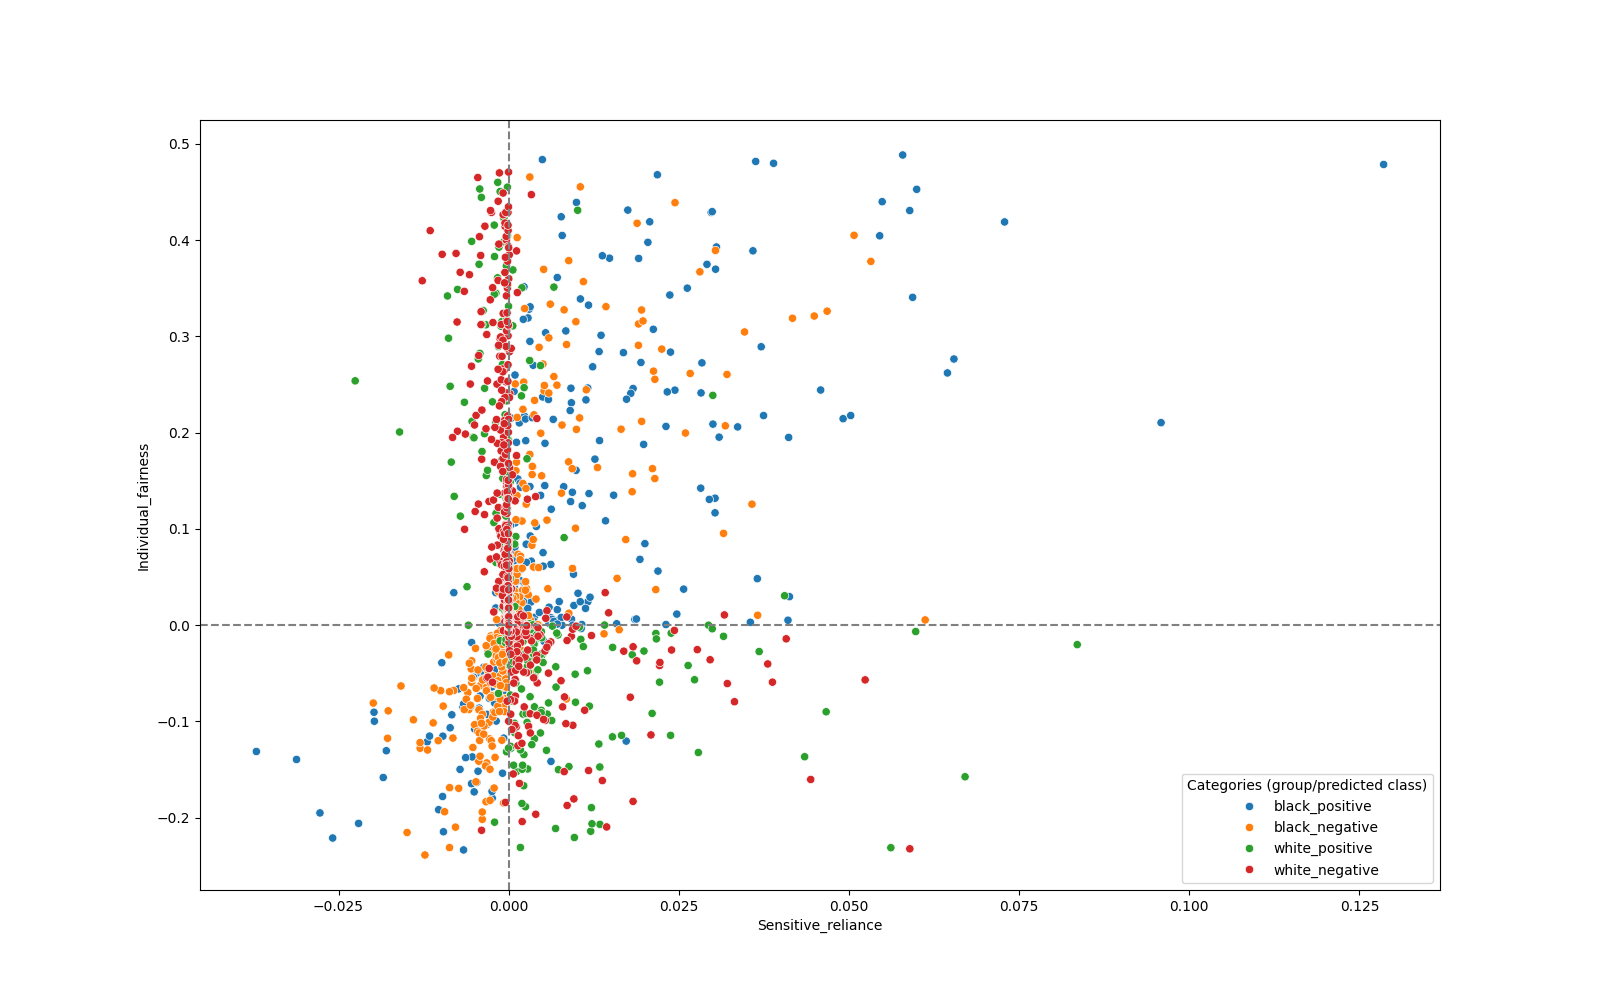 0.5
0.4
0.3
0.2
0.1
0.0
−0.1
−0.2
Individual_fairness
−0.025
0.000
0.025
0.050
0.075
0.100
0.125
Sensitive_reliance
Categories (group/predicted class)
black_positive
black_negative
white_positive
white_negative